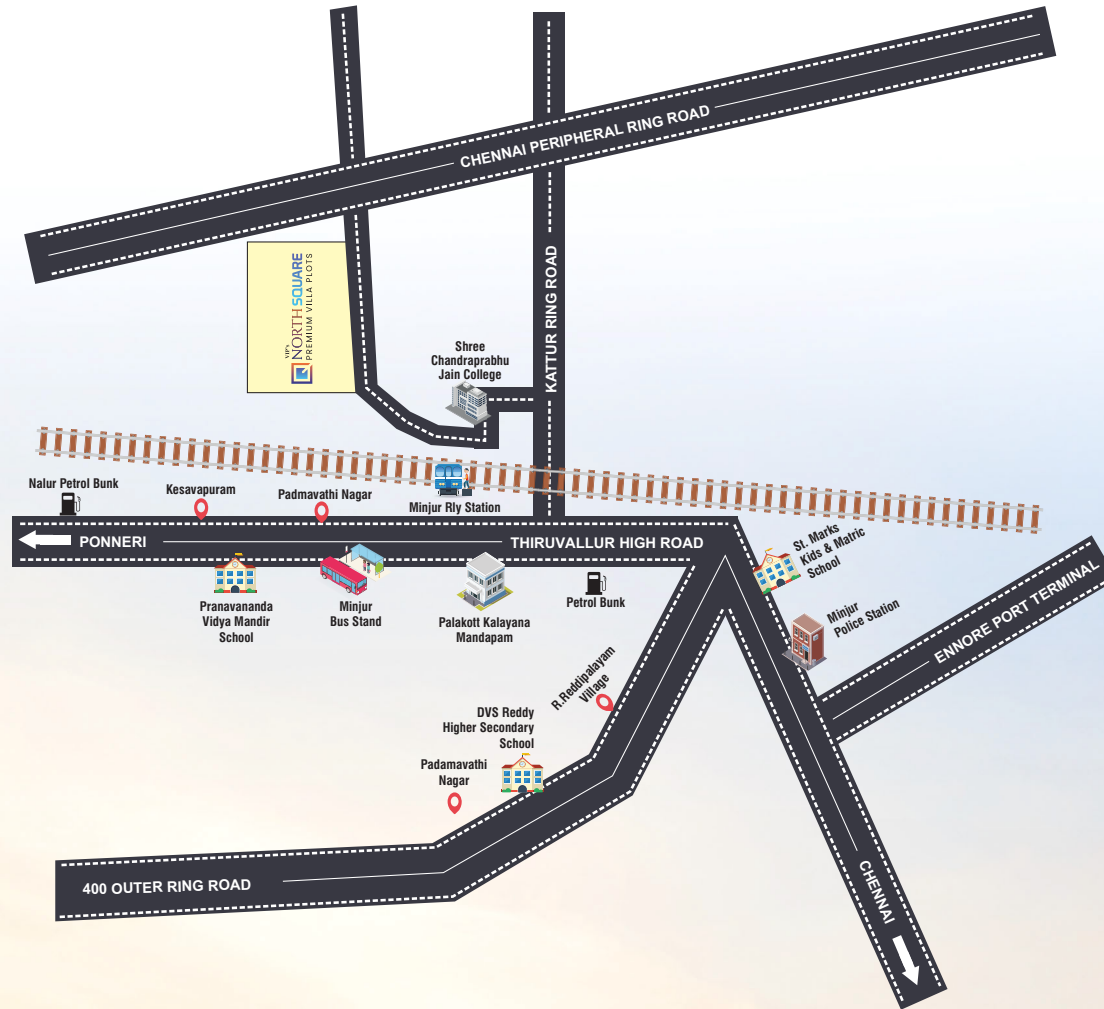 CHENNAI PERIPHERAL RING ROAD
VIP's
NORTH SQUARE
PREMIUM VILLA PLOTS
KATTUR RING ROAD
Shree
Chandraprabhu
Jain College
Nalur Petrol Bunk
Kesavapuram
Padmavathi Nagar
Minjur Rly Station
PONNERI
THIRUVALLUR HIGH ROAD
St. Marks
Kids & Matric
School
Pranavananda
Vidya Mandir
School
Minjur
Bus Stand
Palakott Kalayana
Mandapam
Petrol Bunk
Minjur
Police Station
ENNORE PORT TERMINAL
R.Reddipalayam
Village
DVS Reddy
Higher Secondary
School
Padamavathi
Nagar
400 OUTER RING ROAD
CHENNAI